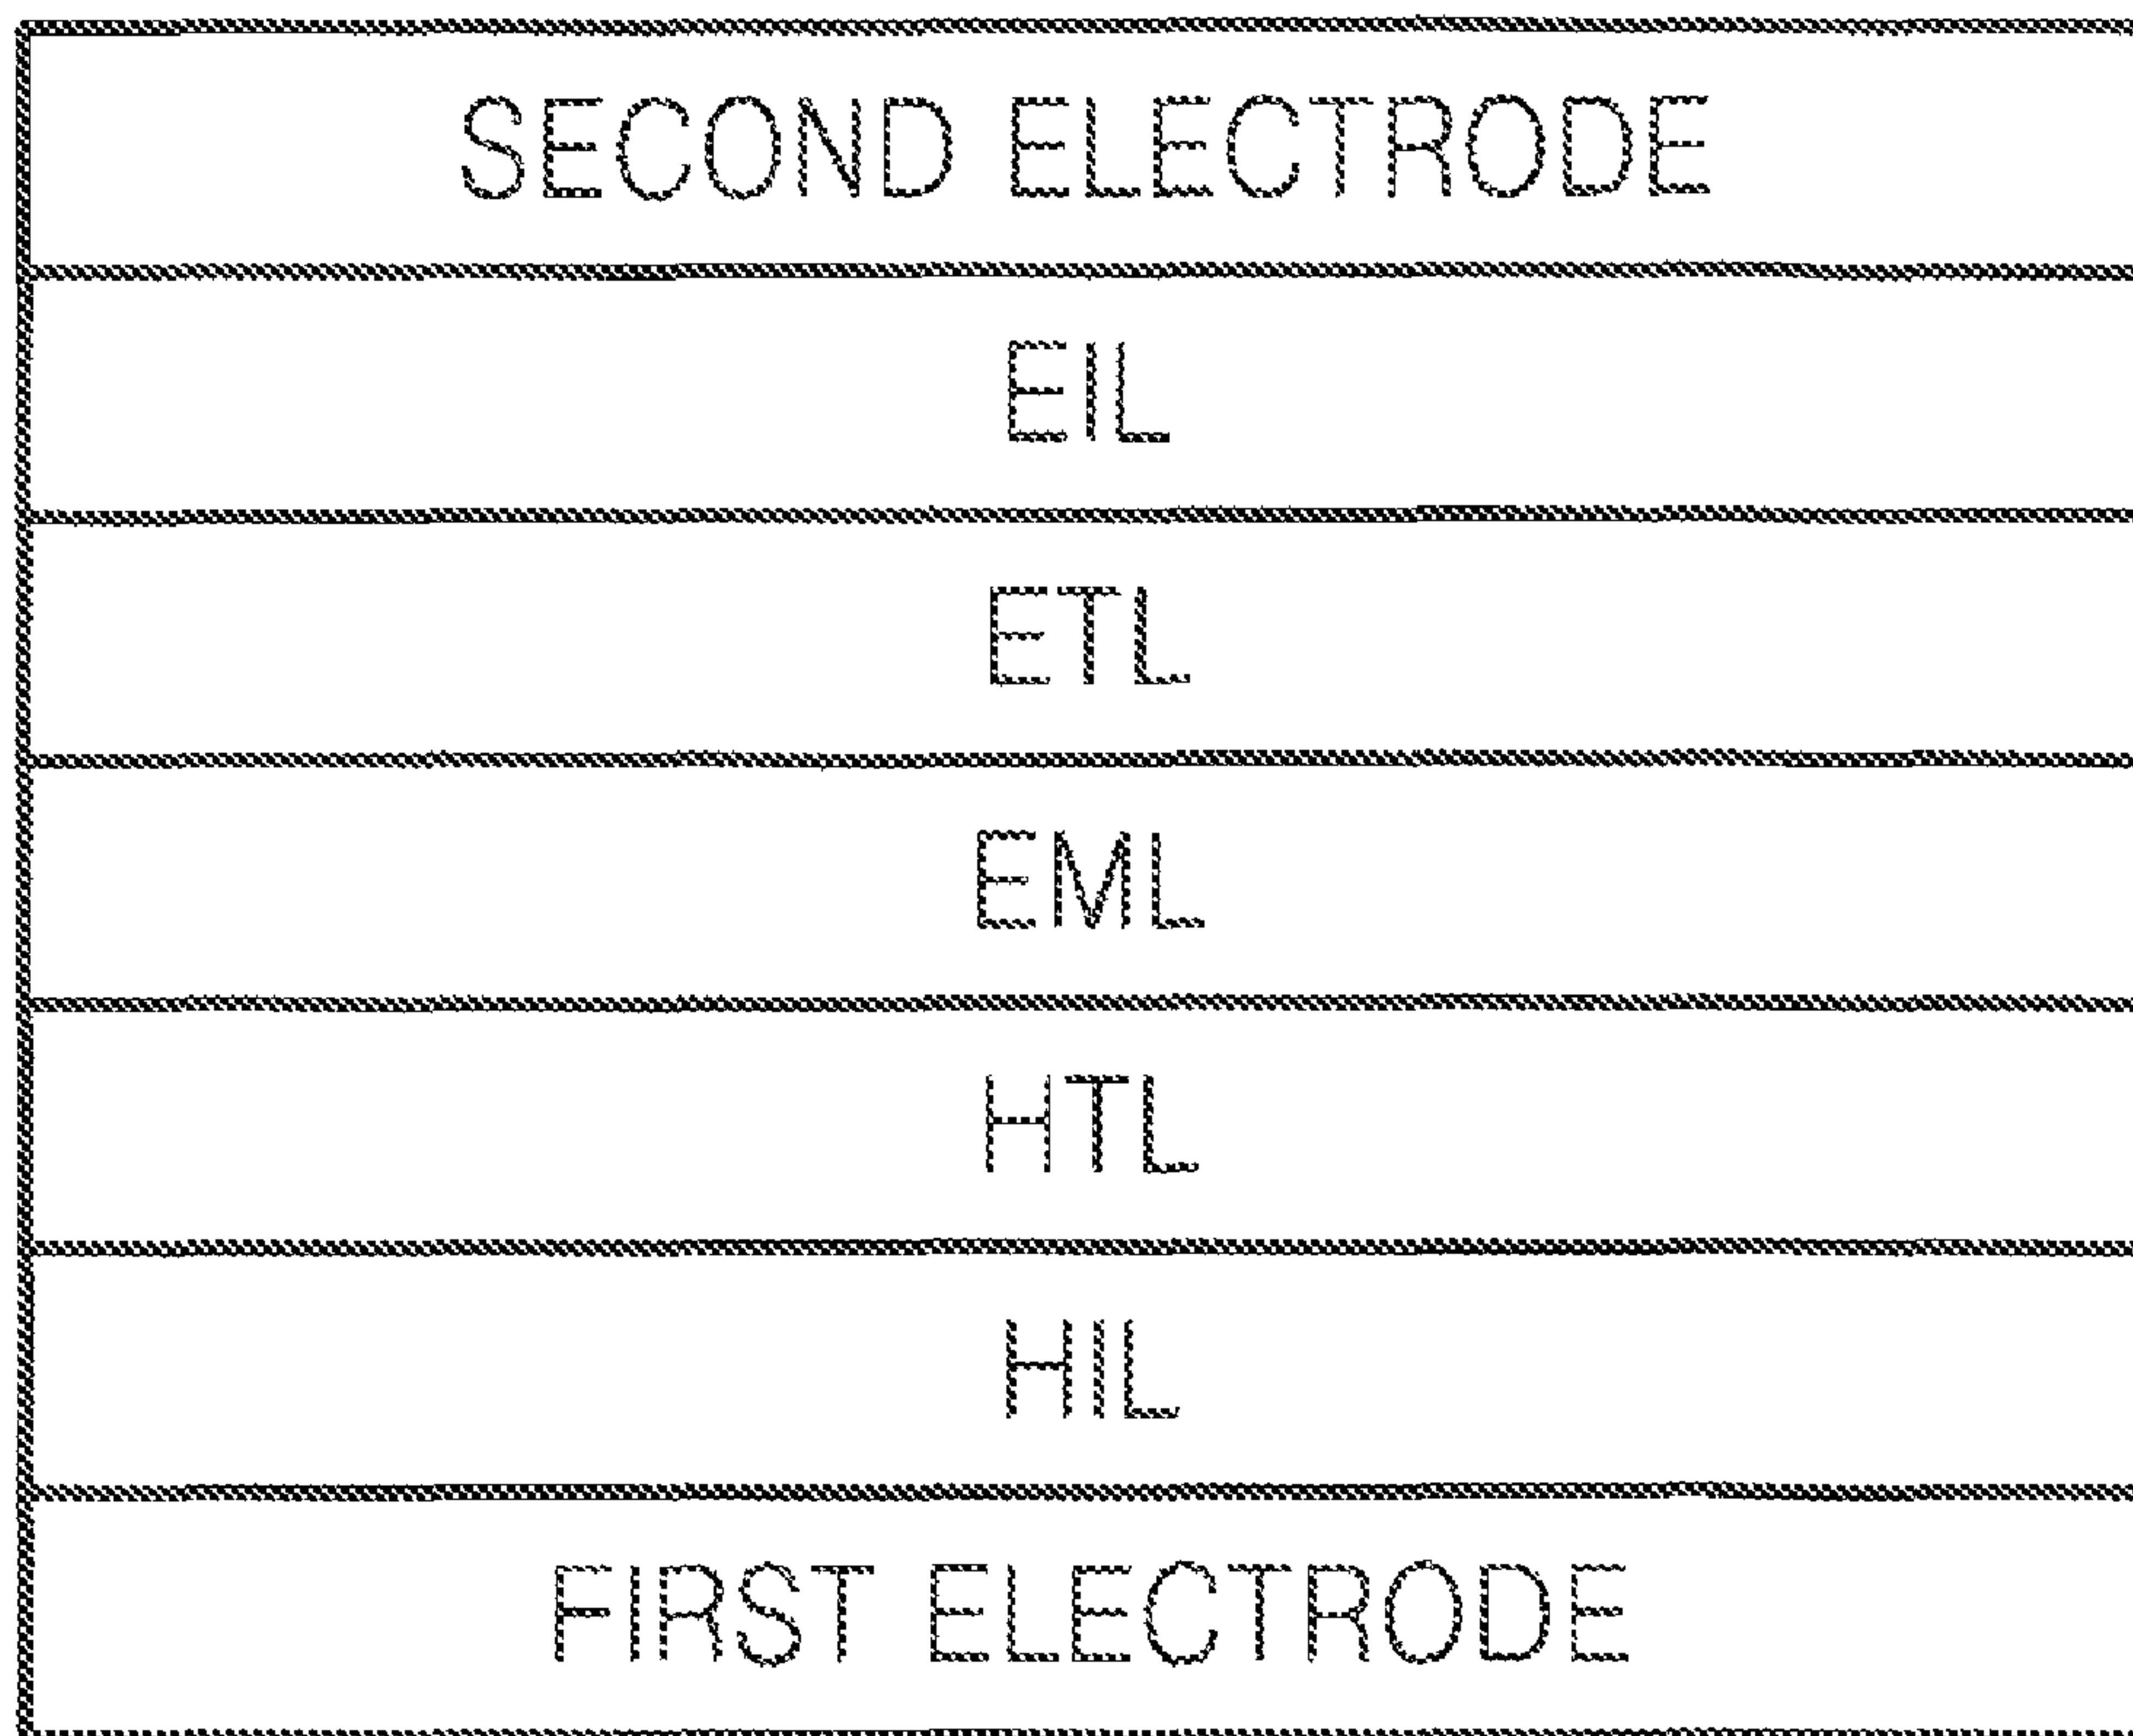 SECOND ELECTRODE
EIL
ETL
EML
HTL
HIL
FIRST ELECTRODE